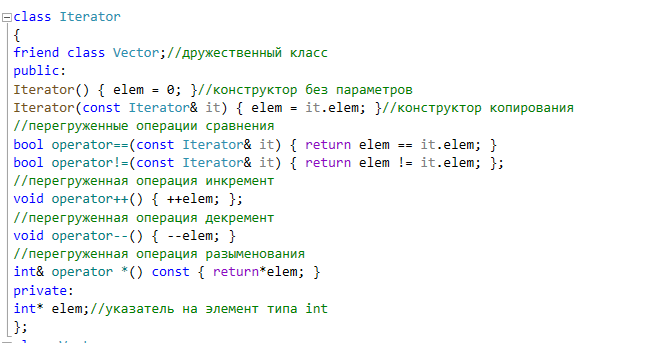 class Iterator
{
friend class Vector;//дружественный класс
public:
Iterator() { elem = 0; }//конструктор без параметров
Iterator(const Iterator& it) { elem = it.elem; }//конструктор копирования
//перегруженные операции сравнения
bool operator==(const Iterator& it) { return elem == it.elem; }
bool operator!=(const Iterator& it) { return elem != it.elem; };
//перегруженная операция инкремент
void operator++() { ++elem; };
//перегруженная операция декремент
void operator--() { --elem; }
//перегруженная операция разыменования
int& operator *() const { return*elem; }
private:
int* elem;//указатель на элемент типа int
};